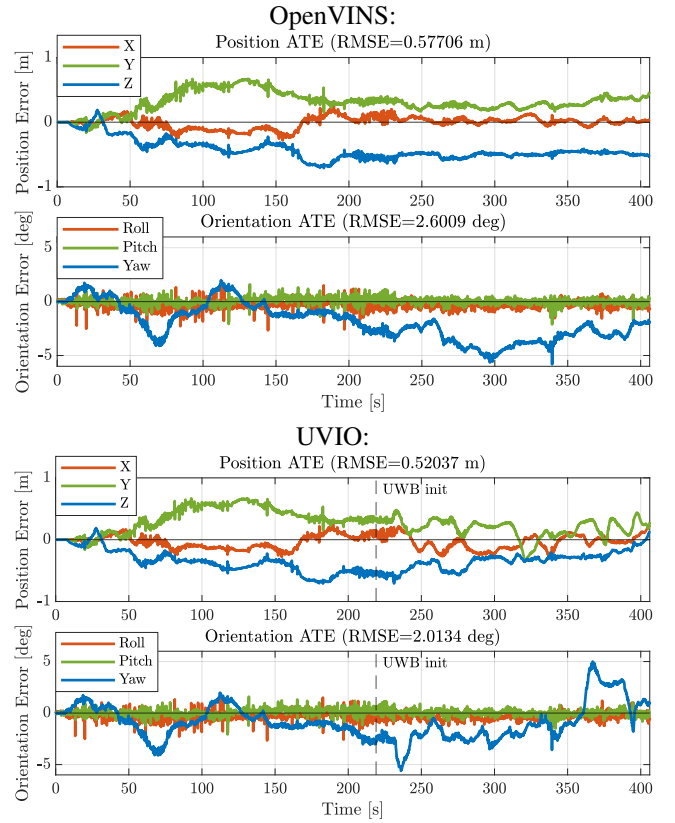 OpenVINS:
Position ATE (RMSE=0.57706 m)
Position Error [m]
X
Y
Z
1
0
-1
0 50 100 150 200 250 300 350 400
Orientation ATE (RMSE=2.6009 deg)
Orientation Error [deg]
Roll
Pitch
Yaw
5
0
-5
0 50 100 150 200 250 300 350 400
Time [s]
UVIO:
Position ATE (RMSE=0.52037 m)
Position Error [m]
X
Y
Z
UWB init
1
0
-1
0 50 100 150 200 250 300 350 400
Orientation ATE (RMSE=2.0134 deg)
Orientation Error [deg]
Roll
Pitch
Yaw
UWB init
5
0
-5
0 50 100 150 200 250 300 350 400
Time [s]